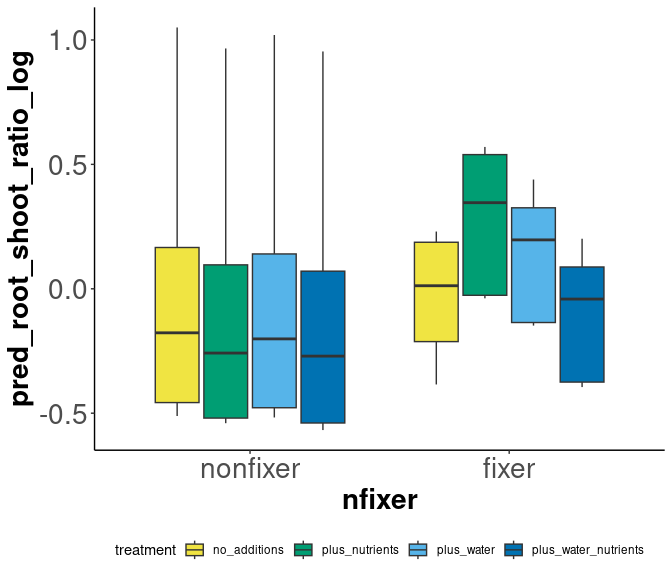 pred_root_shoot_ratio_log
1.0
0.5
0.0
-0.5
nonfixer fixer
nfixer
treatment no_additions plus_nutrients plus_water plus_water_nutrients